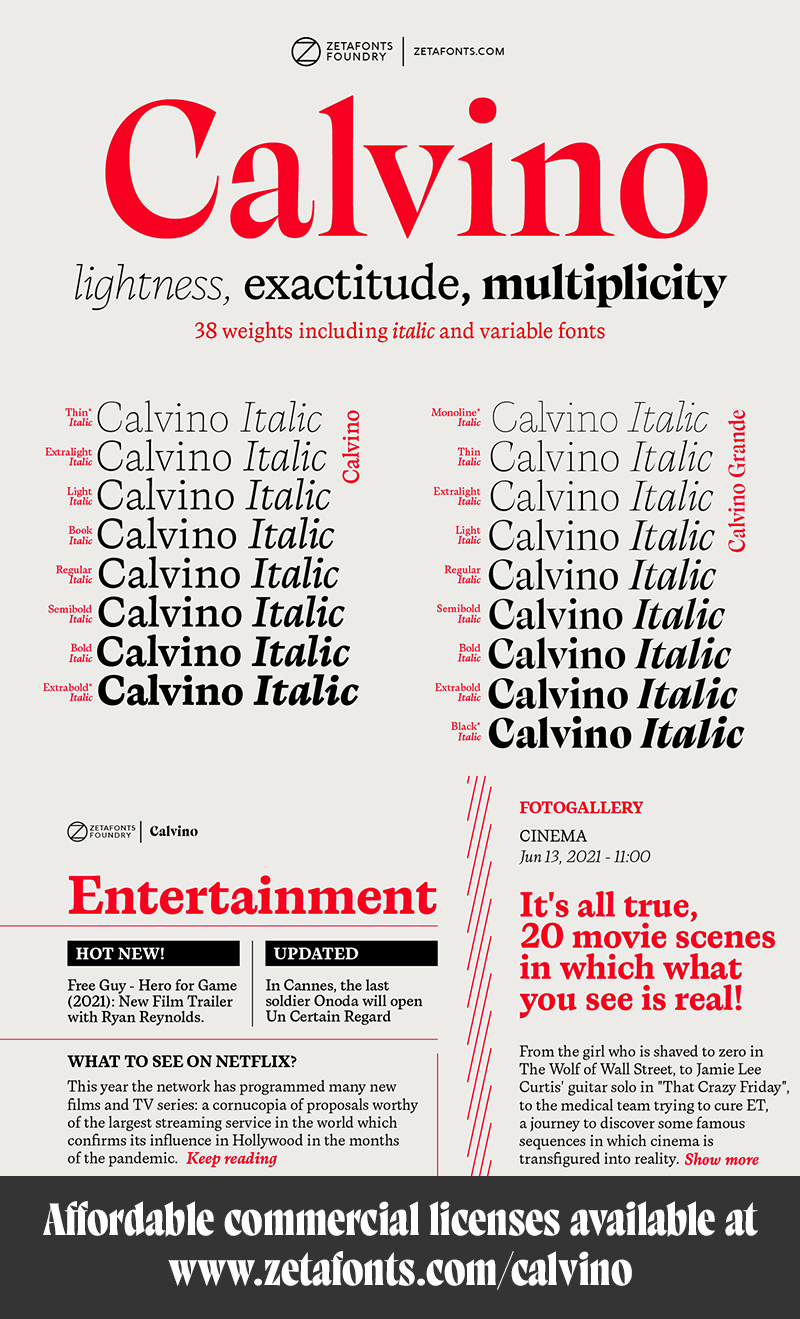 ZETAFONTS
FOUNDRY
ZETAFONTS.COM
Calvino
lightness, exactitude, multiplicity
38 weights including italic and variable fonts
Calvino
Thin*
Italic
Calvino Italic
Extralight
Italic
Calvino Italic
Light
Italic
Calvino Italic
Book
Italic
Calvino Italic
Regular
Italic
Calvino Italic
Semibold
Italic
Calvino Italic
Bold
Italic
Calvino Italic
Extrabold*
Italic
Calvino Italic
Calvino Grande
Monoline*
Italic
Calvino Italic
Thin
Italic
Calvino Italic
Extralight
Italic
Calvino Italic
Light
Italic
Calvino Italic
Regular
Italic
Calvino Italic
Semibold
Italic
Calvino Italic
Bold
Italic
Calvino Italic
Extrabold
Italic
Calvino Italic
Black*
Italic
Calvino Italic
ZETAFONTS
FOUNDRY
Calvino
Entertainment
HOT NEW!
Free Guy - Hero for Game
(2021): New Film Trailer
with Ryan Reynolds.
UPDATED
In Cannes, the last
soldier Onoda will open
Un Certain Regard
WHAT TO SEE ON NETFLIX?
This year the network has programmed many new
films and TV series: a cornucopia of proposals worthy
of the largest streaming service in the world which
confirms its influence in Hollywood in the months
of the pandemic. Keep reading
FOTOGALLERY
CINEMA
Jun 13, 2021 - 11:00
It's all true,
20 movie scenes
in which what
you see is real!
From the girl who is shaved to zero in
The Wolf of Wall Street, to Jamie Lee
Curtis' guitar solo in "That Crazy Friday",
to the medical team trying to cure ET,
a journey to discover some famous
sequences in which cinema is
transfigured into reality. Show more
Affordable commercial licenses available at
www.zetafonts.com/calvino